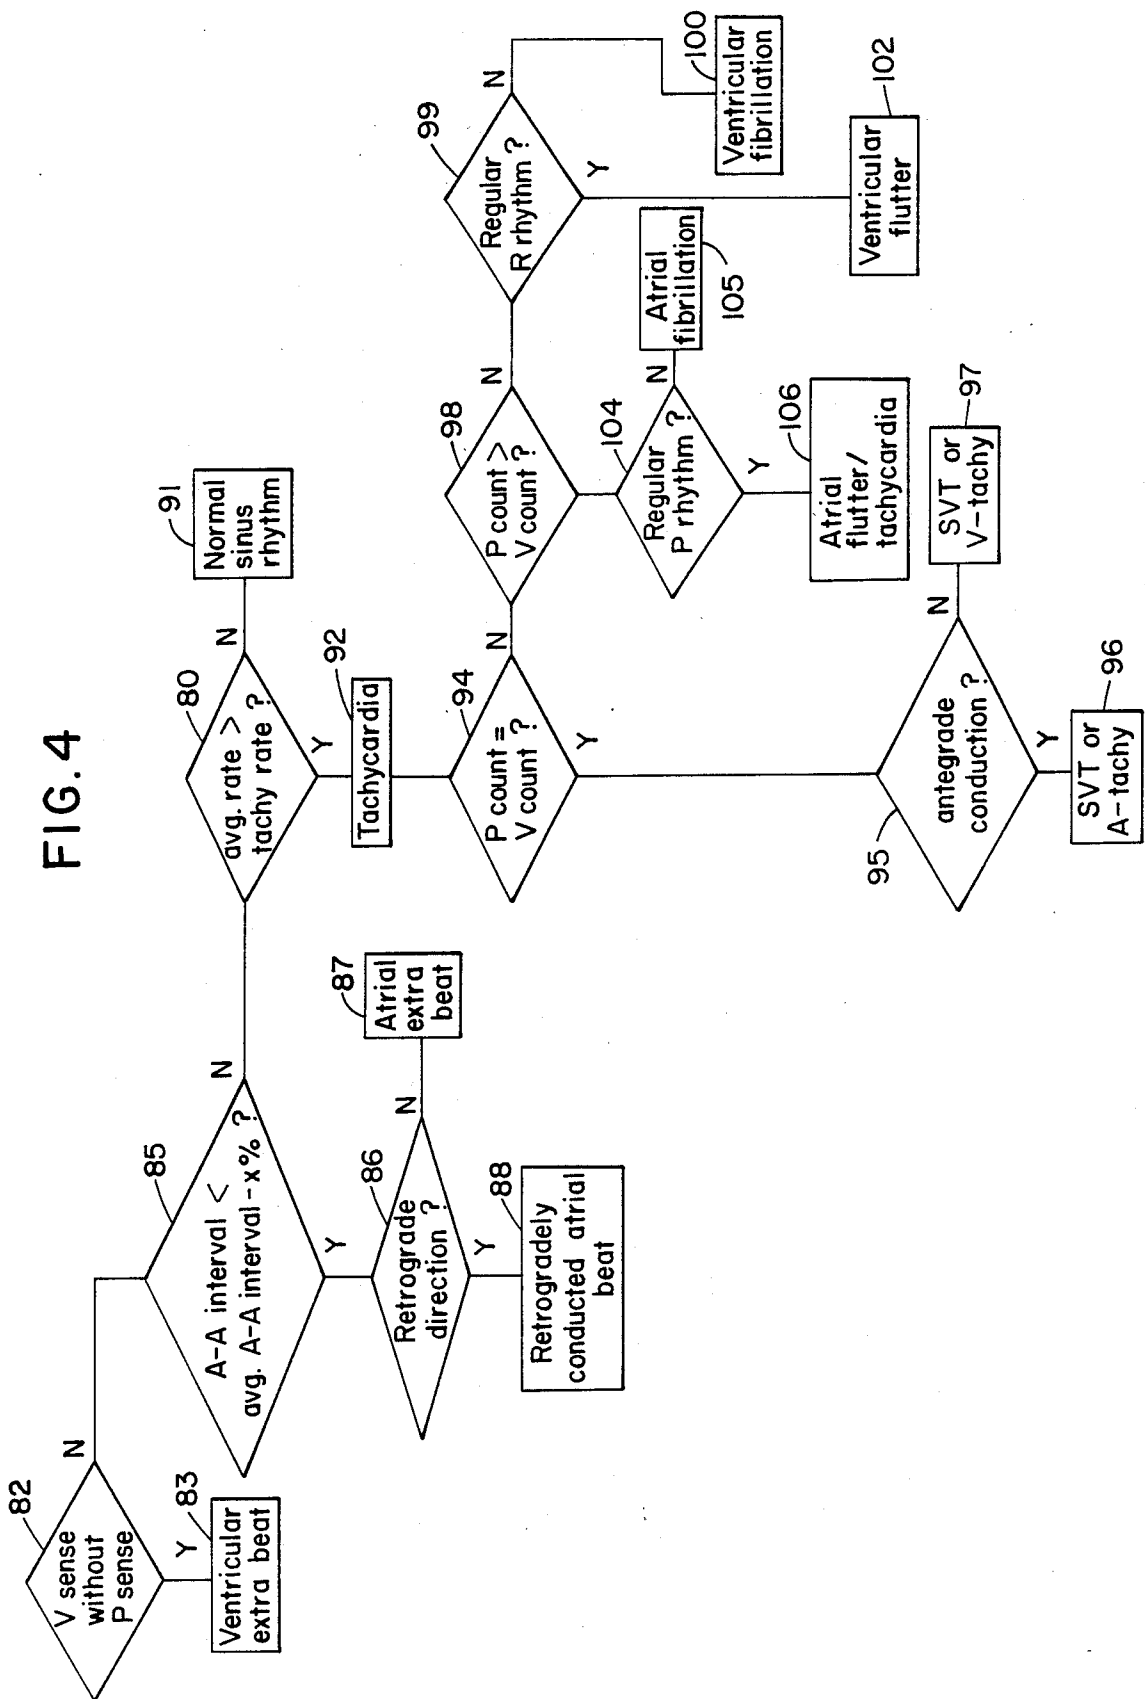 FIG. 4
82
V sense
without
P sense
Y
N
83
Ventricular
extra beat
85
A-A interval <
avg. A-A interval - x% ?
Y
N
86
Retrograde
direction ?
Y
N
87
Atrial
extra
beat
88
Retrogradely
conducted atrial
beat
80
avg. rate >
tachy rate ?
Y
N
91
Normal
sinus
rhythm
92
Tachycardia
94
P count =
V count ?
Y
N
98
P count >
V count ?
N
99
Regular
R rhythm ?
Y
N
100
Ventricular
fibrillation
102
Ventricular
flutter
104
Regular
P rhythm ?
Y
N
Atrial
fibrillation
105
106
Atrial
flutter/
tachycardia
95
antegrade
conduction ?
Y
N
SVT or
V-tachy
97
SVT or
A-tachy
96